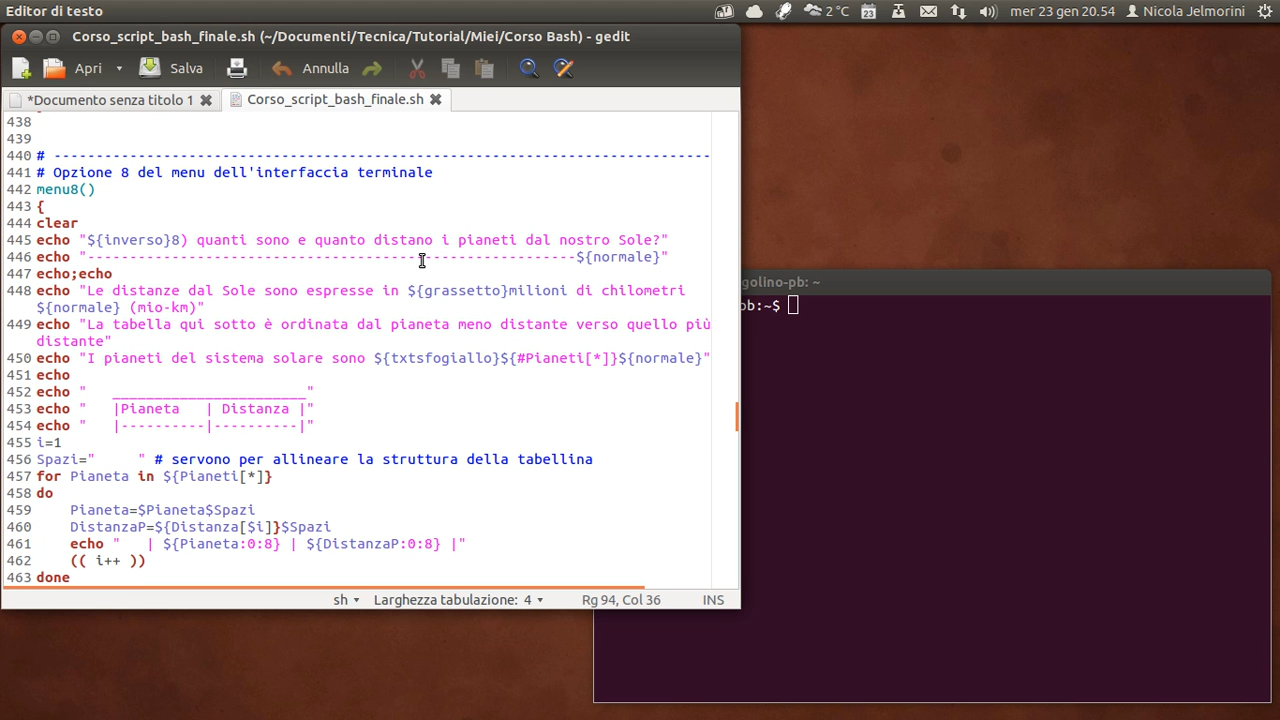 Editor di testo
2 °C
23
mer 23 gen 20.54
Nicola Jelmorini
Corso_script_bash_finale.sh (~/Documenti/Tecnica/Tutorial/Miei/Corso Bash) - gedit
Apri
Salva
Annulla
*Documento senza titolo 1
Corso_script_bash_finale.sh
438
439
440 # ------------------------------------------------------------------------------
441 # Opzione 8 del menu dell'interfaccia terminale
442 menu8()
443 {
444 clear
445 echo "${inverso}8) quanti sono e quanto distano i pianeti dal nostro Sole?"
446 echo "----------------------------------------------------------${normale}"
447 echo;echo
448 echo "Le distanze dal Sole sono espresse in ${grassetto}milioni di chilometri
${normale} (mio-km)"
449 echo "La tabella qui sotto è ordinata dal pianeta meno distante verso quello più
distante"
450 echo "I pianeti del sistema solare sono ${txtsfogiallo}${#Pianeti[*]}${normale}"
451 echo
452 echo "   _______________________"
453 echo "   |Pianeta   | Distanza |"
454 echo "   |----------|----------|"
455 i=1
456 Spazi="     " # servono per allineare la struttura della tabellina
457 for Pianeta in ${Pianeti[*]}
458 do
459     Pianeta=$Pianeta$Spazi
460     DistanzaP=${Distanza[$i]}$Spazi
461     echo "   | ${Pianeta:0:8} | ${DistanzaP:0:8} |"
462     (( i++ ))
463 done
sh
Larghezza tabulazione: 4
Rg 94, Col 36
INS
golino-pb: ~
pb:~$